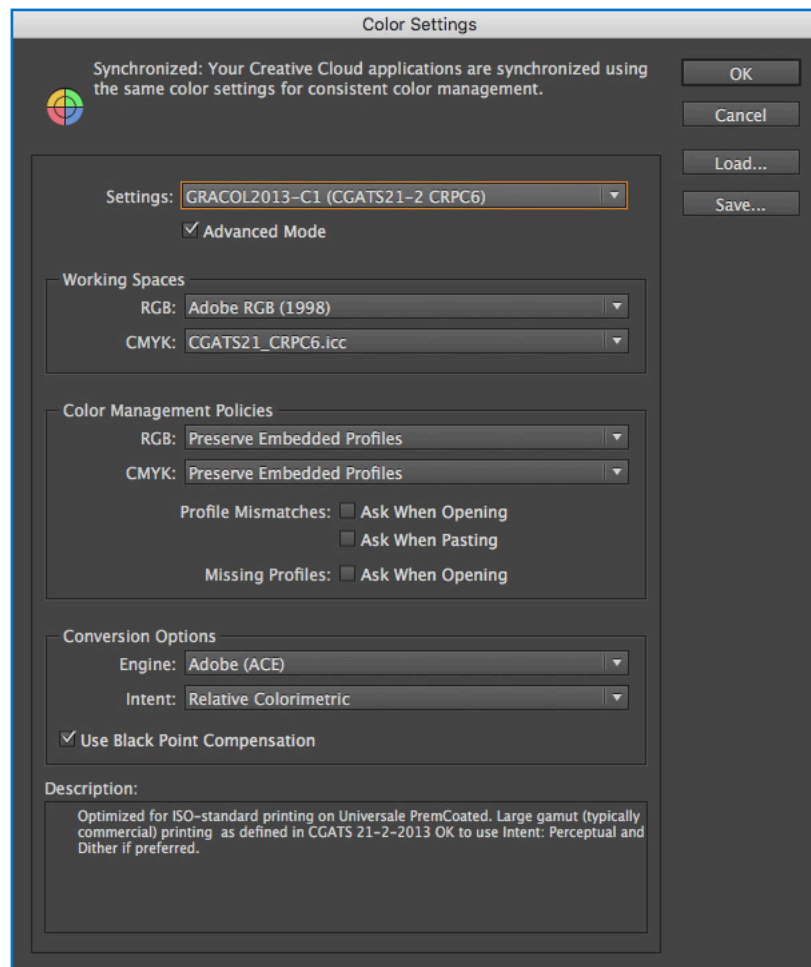 Color Settings
Synchronized: Your Creative Cloud applications are synchronized using
the same color settings for consistent color management.
OK
Cancel
Load...
Save...
Settings: GRACOL2013-C1 (CGATS21-2 CRPC6)
Advanced Mode
Working Spaces
RGB: Adobe RGB (1998)
CMYK: CGATS21_CRPC6.icc
Color Management Policies
RGB: Preserve Embedded Profiles
CMYK: Preserve Embedded Profiles
Profile Mismatches: Ask When Opening
Ask When Pasting
Missing Profiles: Ask When Opening
Conversion Options
Engine: Adobe (ACE)
Intent: Relative Colorimetric
Use Black Point Compensation
Description:
Optimized for ISO-standard printing on Universale PremCoated. Large gamut (typically
commercial) printing as defined in CGATS 21-2-2013 OK to use Intent: Perceptual and
Dither if preferred.